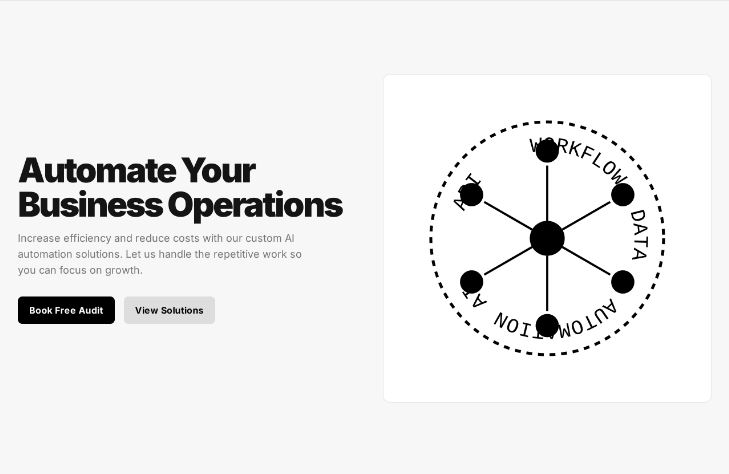 Automate Your
Business Operations
Increase efficiency and reduce costs with our custom AI
automation solutions. Let us handle the repetitive work so
you can focus on growth.
Book Free Audit
View Solutions
WORKFLOW
DATA
AUTOMATION
AI
API